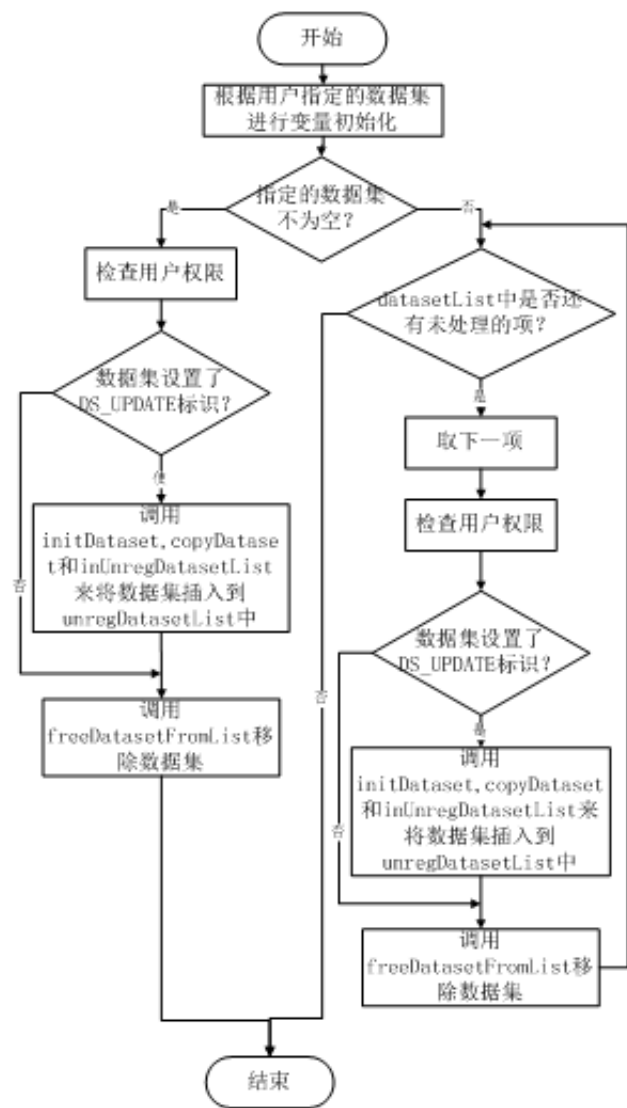 开始
根据用户指定的数据集
进行变量初始化
指定的数据集
不为空？
是
否
检查用户权限
datasetList中是否还
有未处理的项？
数据集设置了
DS_UPDATE标识？
是
取下一项
检查用户权限
调用
initDataset,copyDatase
t和inUnregDatasetList
来将数据集插入到
unregDatasetList中
否
数据集设置了
DS_UPDATE标识？
否
是
调用
freeDatasetFromList移
除数据集
调用
initDataset,copyDataset
和inUnregDatasetList来
将数据集插入到
unregDatasetList中
否
调用
freeDatasetFromList移
除数据集
结束